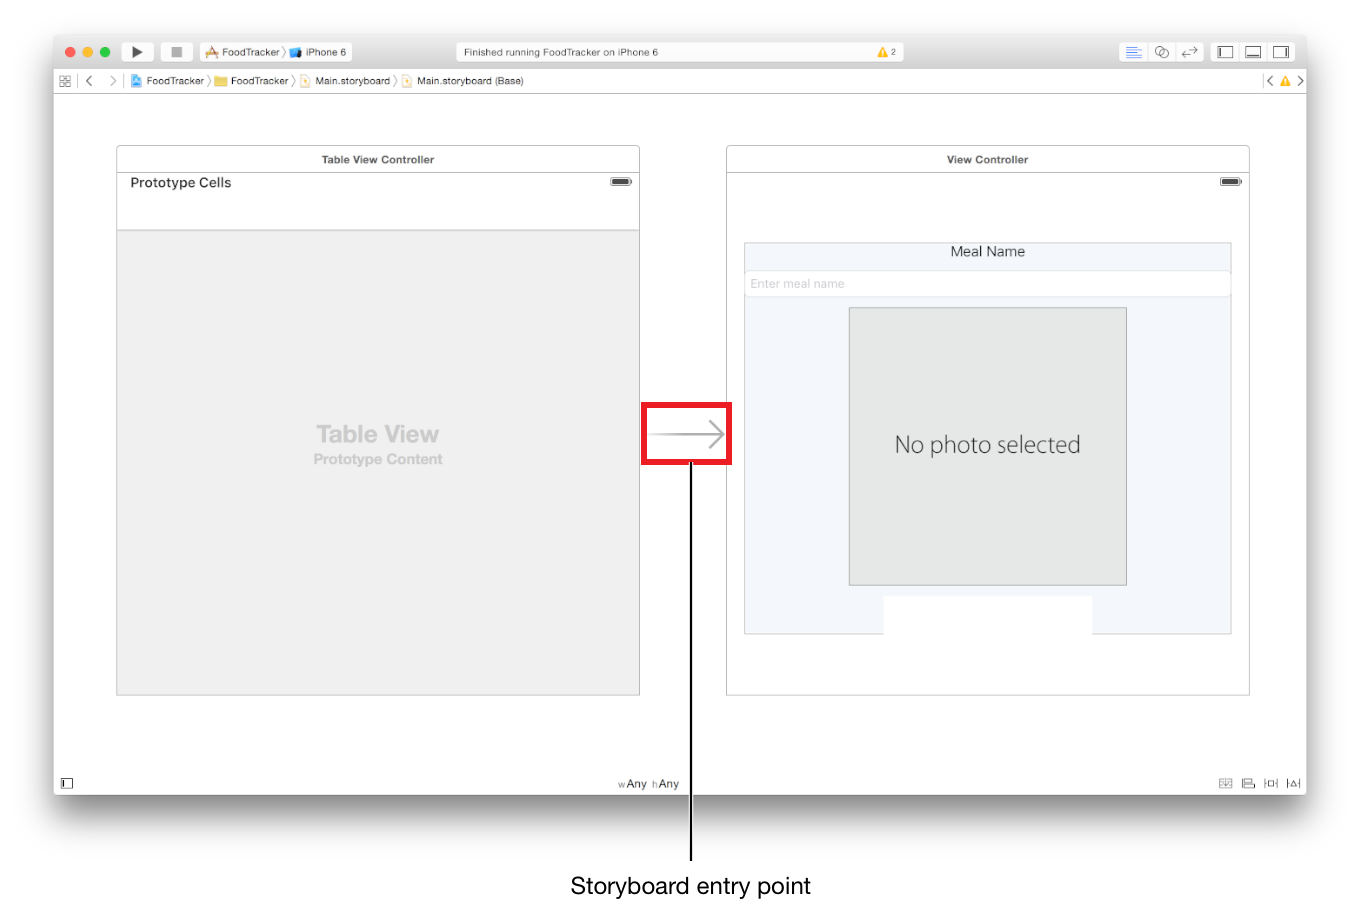 FoodTracker iPhone 6 Finished running FoodTracker on iPhone 6 2
FoodTracker FoodTracker Main.storyboard Main.storyboard (Base)
Table View Controller
Prototype Cells
Table View
Prototype Content
View Controller
Meal Name
Enter meal name
No photo selected
wAny hAny
Storyboard entry point